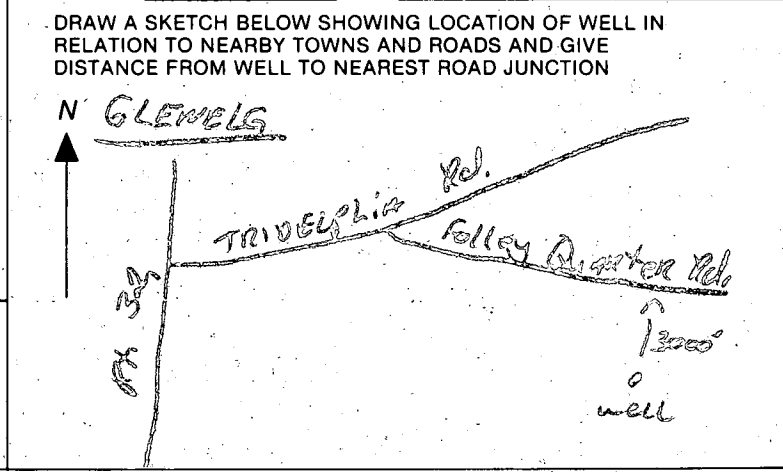 DRAW A SKETCH BELOW SHOWING LOCATION OF WELL IN
RELATION TO NEARBY TOWNS AND ROADS AND GIVE
DISTANCE FROM WELL TO NEAREST ROAD JUNCTION
N GLENELG
TRIDELPHIA Rd.
Folley Quarter Rd.
Rt 32
3000'
well